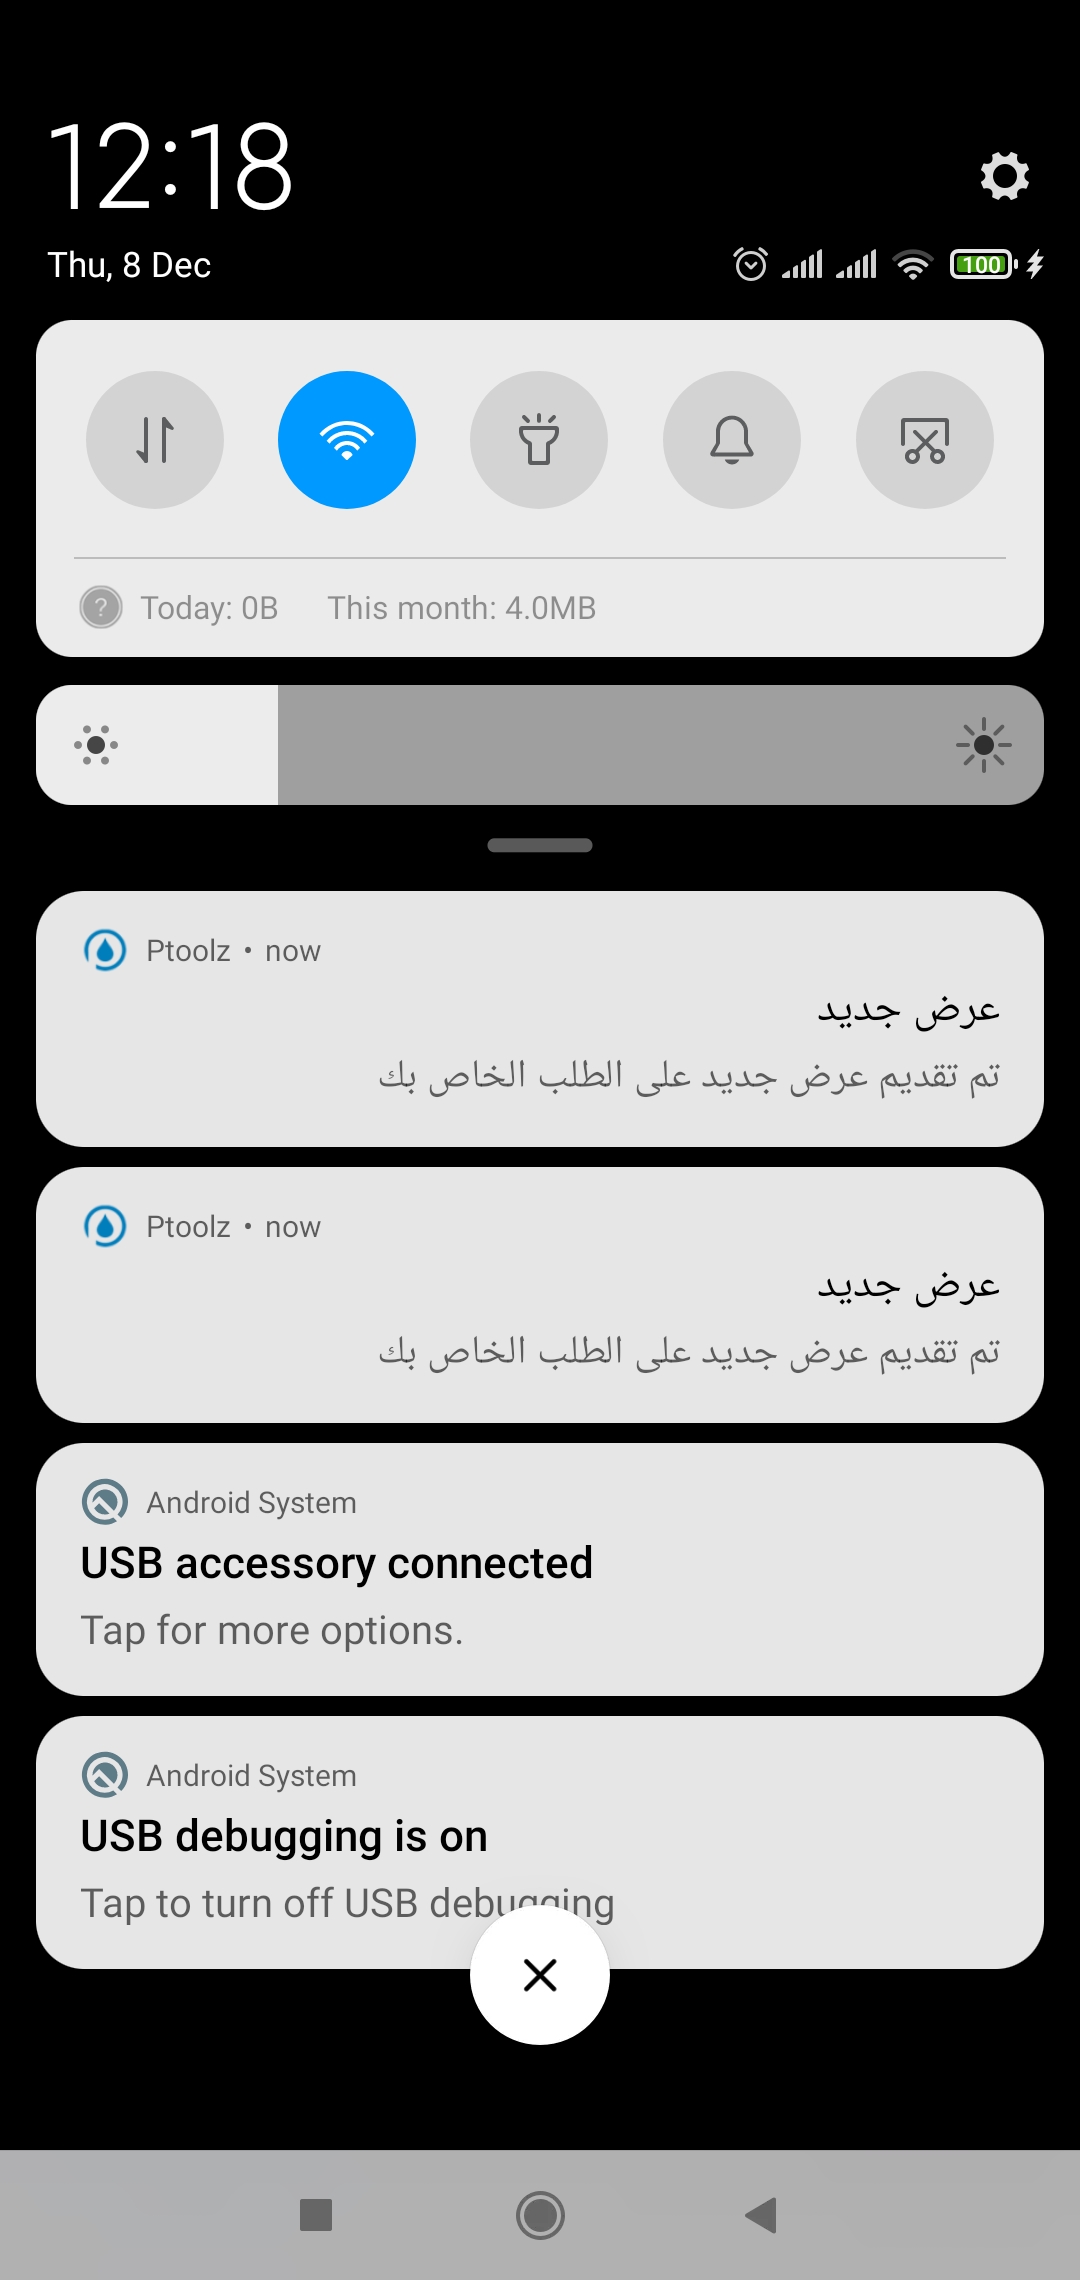 12:18
Thu, 8 Dec
100
Today: 0B This month: 4.0MB
Ptoolz • now
عرض جديد
تم تقديم عرض جديد على الطلب الخاص بك
Ptoolz • now
عرض جديد
تم تقديم عرض جديد على الطلب الخاص بك
Android System
USB accessory connected
Tap for more options.
Android System
USB debugging is on
Tap to turn off USB debugging